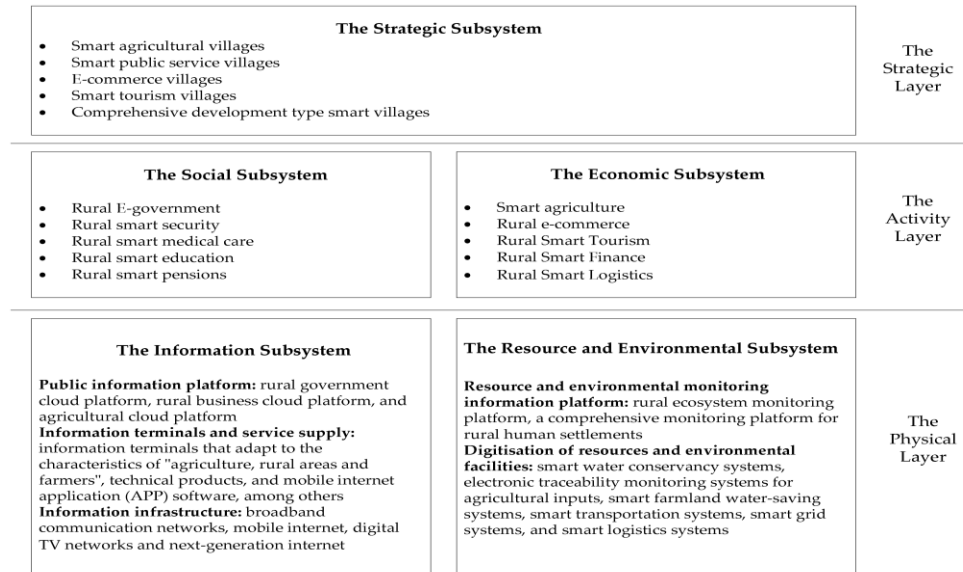 The Strategic Subsystem
• Smart agricultural villages
• Smart public service villages
• E-commerce villages
• Smart tourism villages
• Comprehensive development type smart villages
The
Strategic
Layer
The Social Subsystem
• Rural E-government
• Rural smart security
• Rural smart medical care
• Rural smart education
• Rural smart pensions
The Economic Subsystem
• Smart agriculture
• Rural e-commerce
• Rural Smart Tourism
• Rural Smart Finance
• Rural Smart Logistics
The
Activity
Layer
The Information Subsystem
Public information platform: rural government
cloud platform, rural business cloud platform, and
agricultural cloud platform
Information terminals and service supply:
information terminals that adapt to the
characteristics of "agriculture, rural areas and
farmers", technical products, and mobile internet
application (APP) software, among others
Information infrastructure: broadband
communication networks, mobile internet, digital
TV networks and next-generation internet
The Resource and Environmental Subsystem
Resource and environmental monitoring
information platform: rural ecosystem monitoring
platform, a comprehensive monitoring platform for
rural human settlements
Digitisation of resources and environmental
facilities: smart water conservancy systems,
electronic traceability monitoring systems for
agricultural inputs, smart farmland water-saving
systems, smart transportation systems, smart grid
systems, and smart logistics systems
The
Physical
Layer